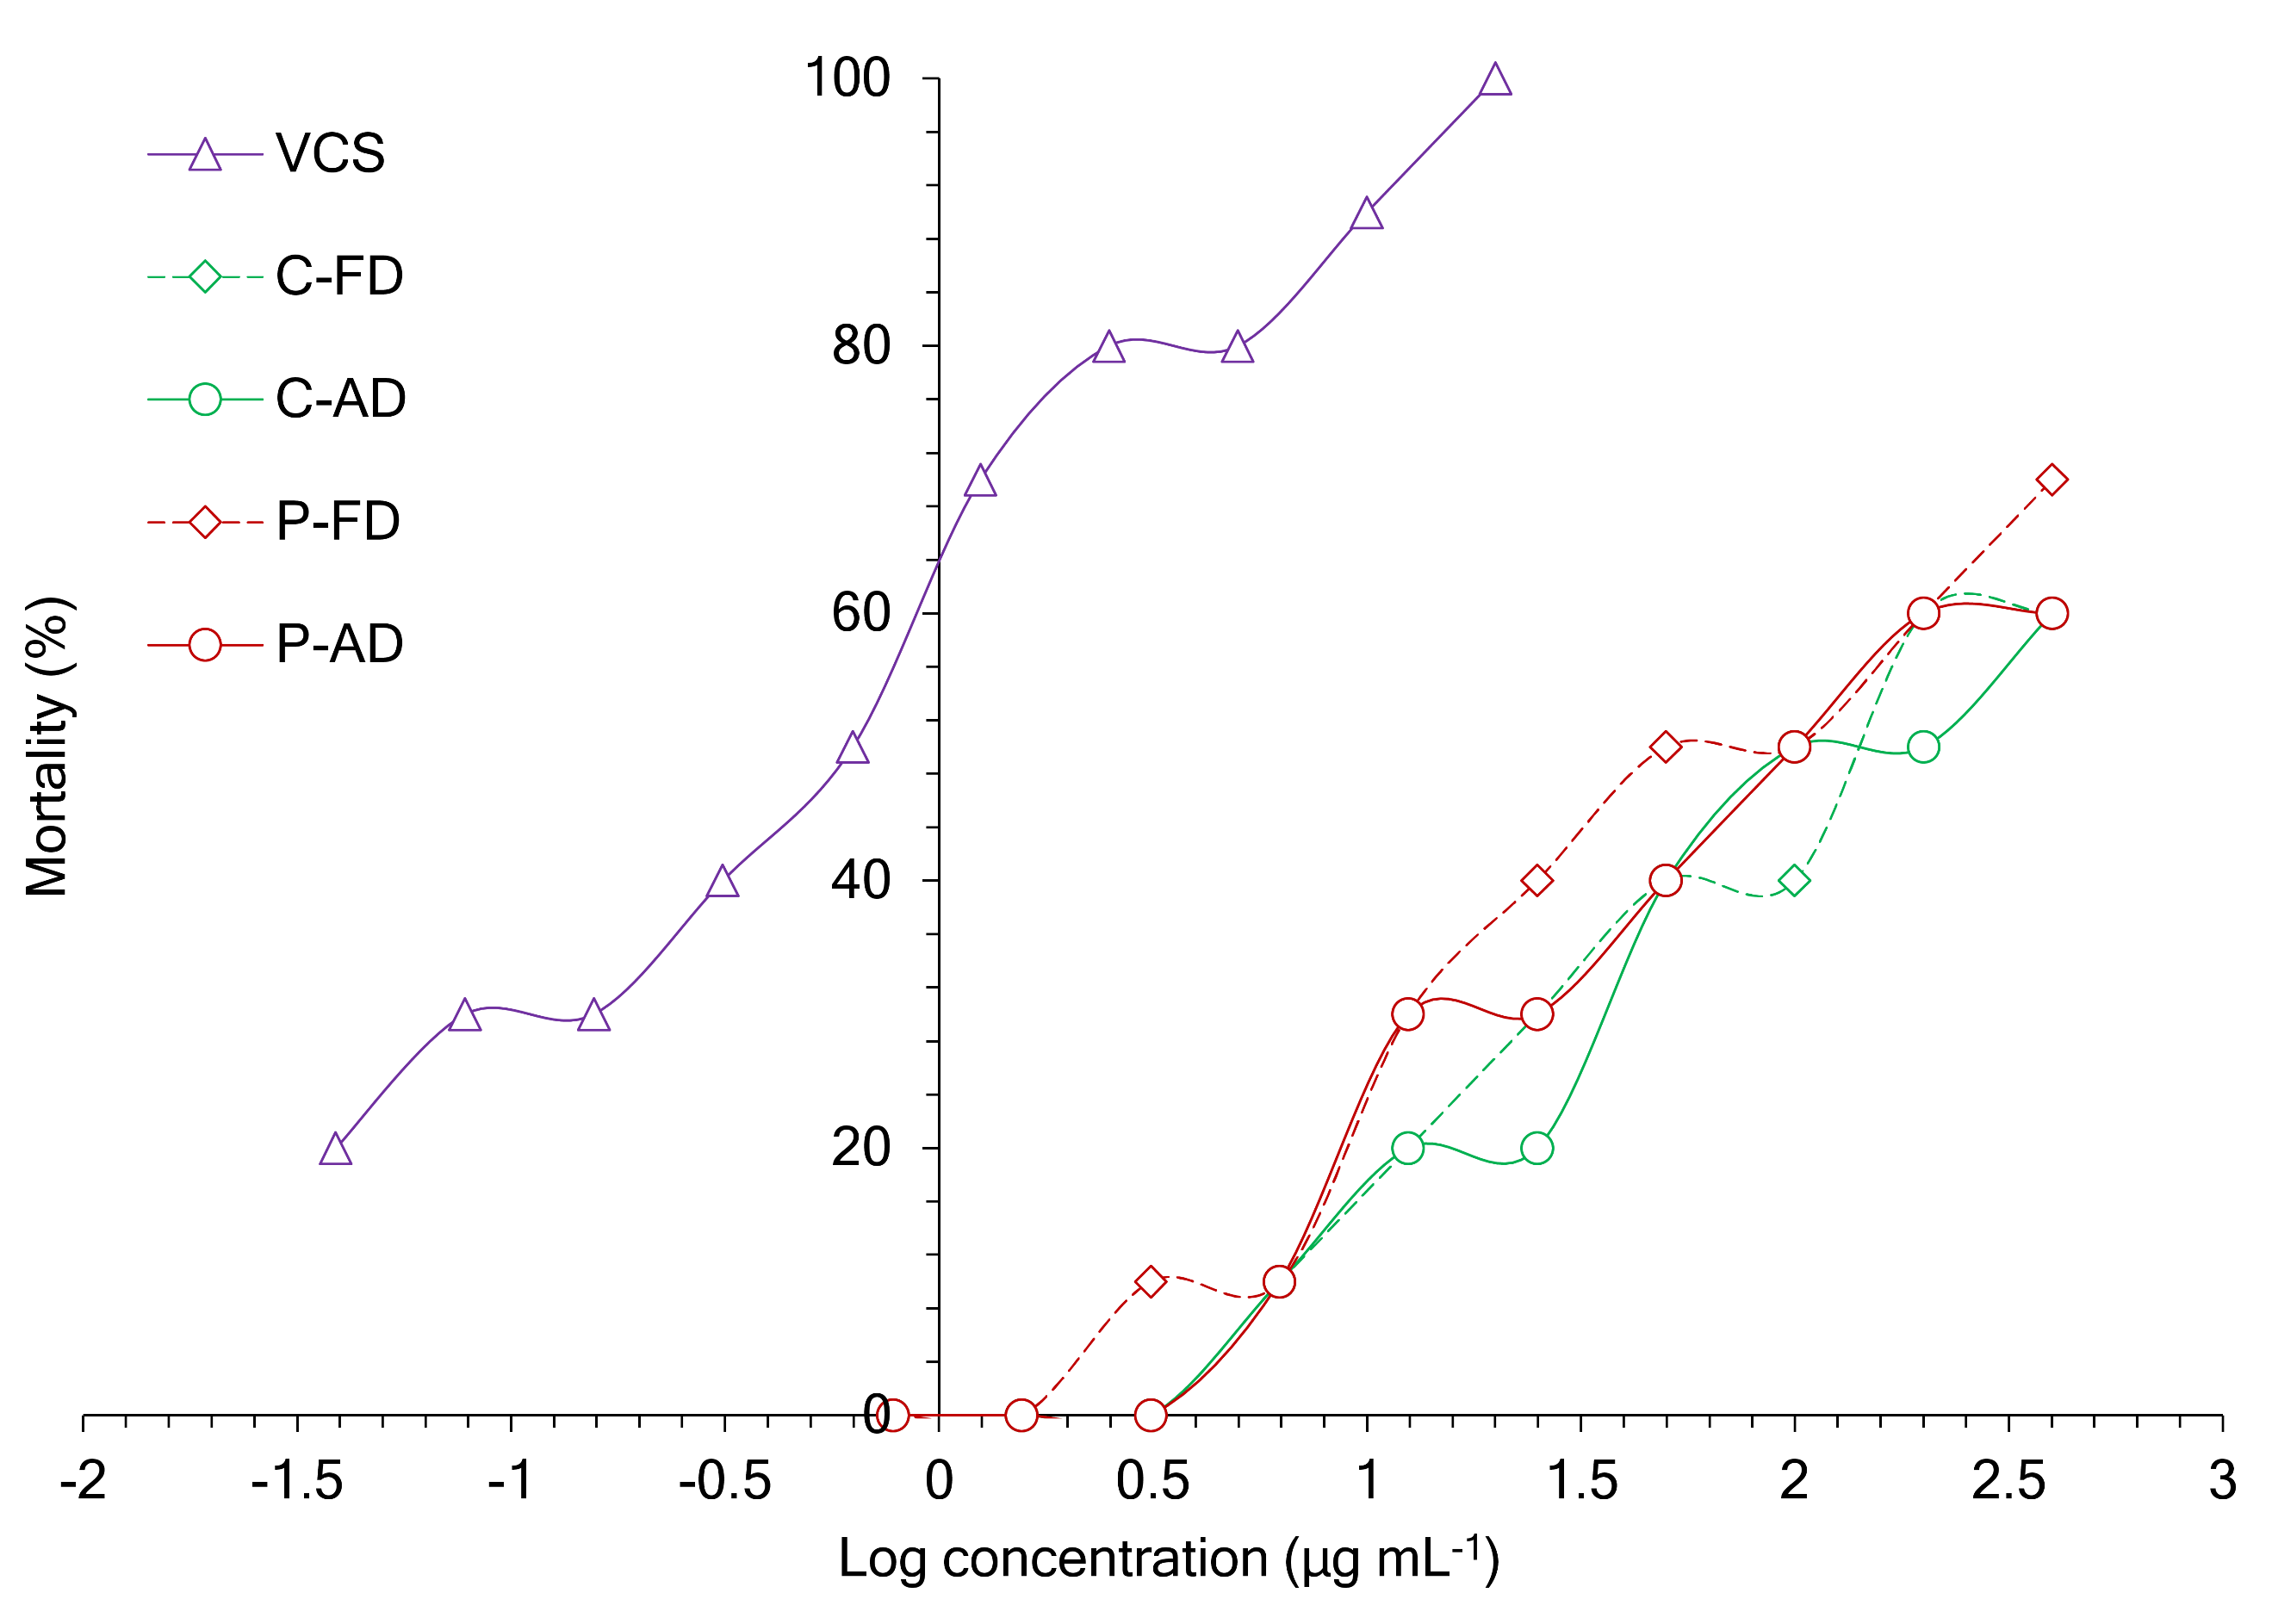 VCS
C-FD
C-AD
P-FD
P-AD
Mortality (%)
100
80
60
40
20
0
-2 -1.5 -1 -0.5 0 0.5 1 1.5 2 2.5 3
Log concentration (µg mL-1)